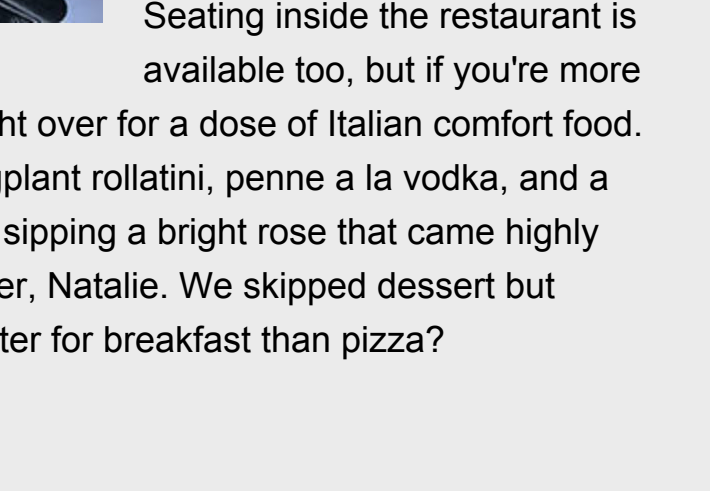 Seating inside the restaurant is
available too, but if you're more
ht over for a dose of Italian comfort food.
gplant rollatini, penne a la vodka, and a
sipping a bright rose that came highly
er, Natalie. We skipped dessert but
ter for breakfast than pizza?